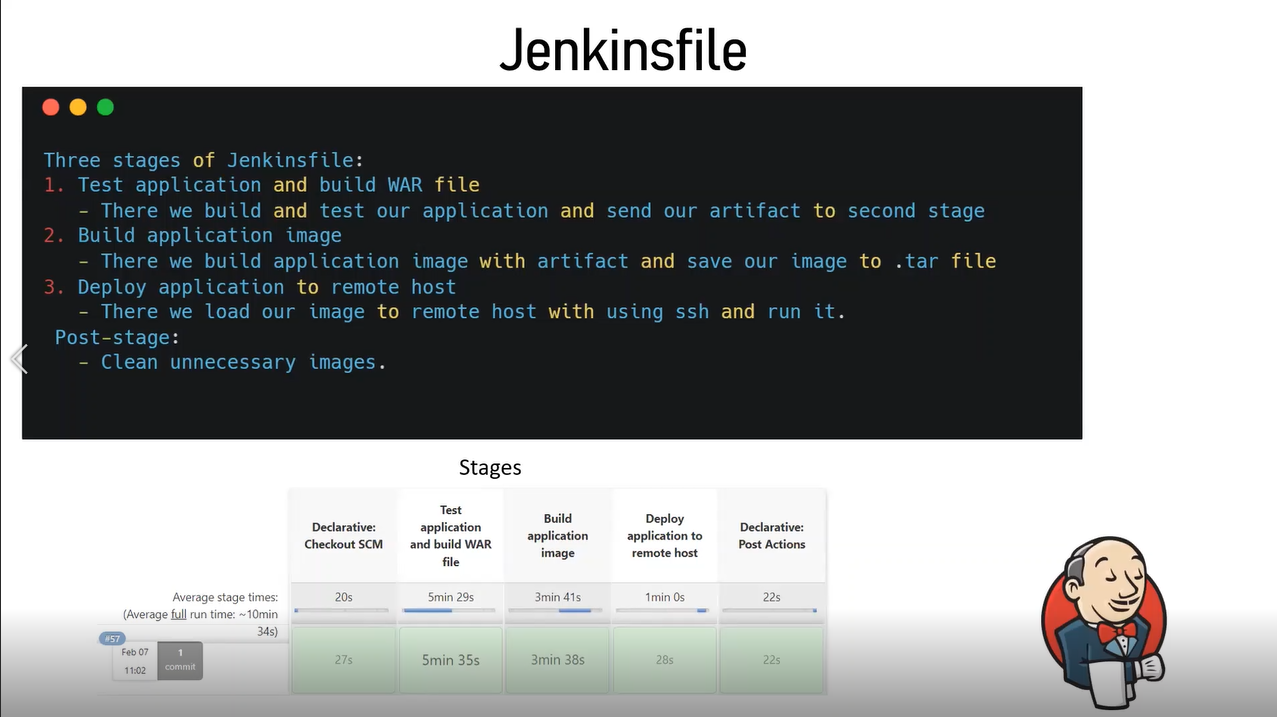 Jenkinsfile
Three stages of Jenkinsfile:
1. Test application and build WAR file
- There we build and test our application and send our artifact to second stage
2. Build application image
- There we build application image with artifact and save our image to .tar file
3. Deploy application to remote host
- There we load our image to remote host with using ssh and run it.
Post-stage:
- Clean unnecessary images.
Stages
Declarative:
Checkout SCM
Test
application
and build WAR
file
Build
application
image
Deploy
application to
remote host
Declarative:
Post Actions
Average stage times:
(Average full run time: ~10min
34s)
20s
5min 29s
3min 41s
1min 0s
22s
#57
Feb 07
11:02
1
commit
27s
5min 35s
3min 38s
28s
22s